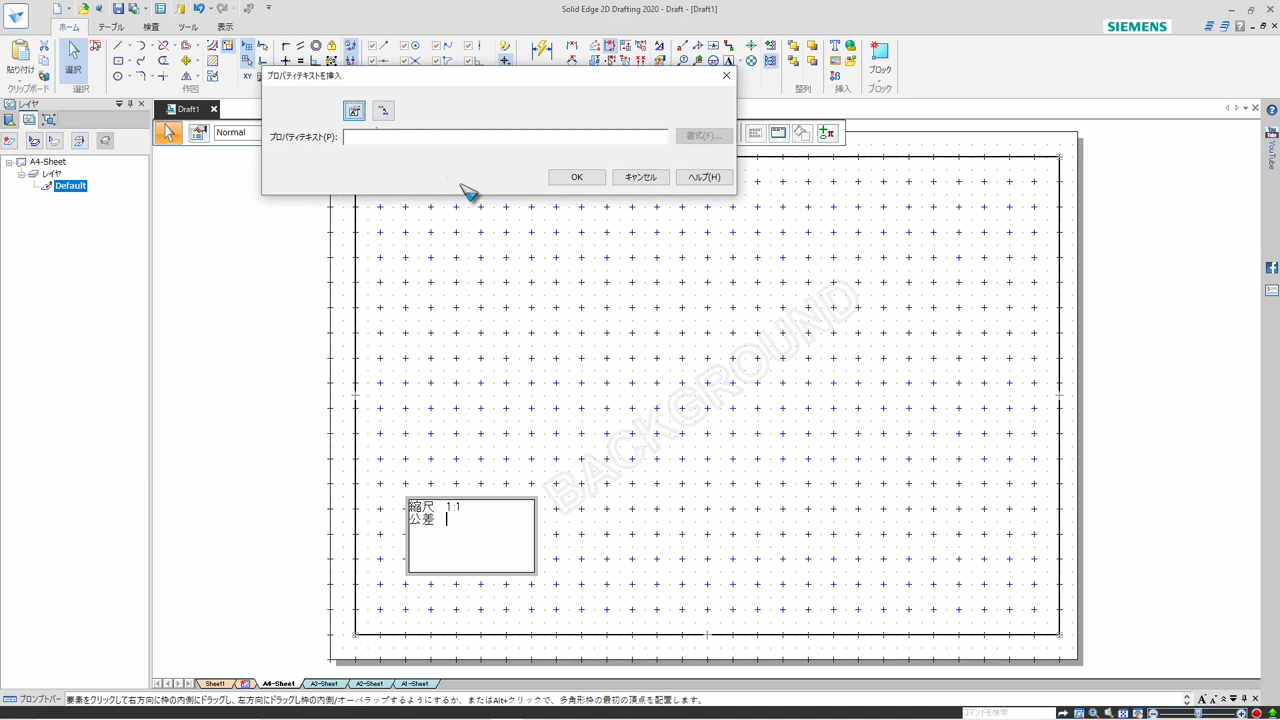 Solid Edge 2D Drafting 2020 - Draft - [Draft1]
ホーム
テーブル
検査
ツール
表示
SIEMENS
貼り付け
選択
ブロック
クリップボード
選択
作図
整列
挿入
ブロック
レイヤ
Draft1
Normal
プロパティテキストを挿入
プロパティテキスト(P):
書式(F)...
OK
キャンセル
ヘルプ(H)
A4-Sheet
レイヤ
Default
YouTube
BACKGROUND
縮尺 1:1
公差
Sheet1
A4-Sheet
A3-Sheet
A2-Sheet
A1-Sheet
プロンプトバー
要素をクリックして右方向に枠の内側にドラッグし、左方向にドラッグし枠の内側/オーバラップするようにするか、またはAlt+クリックで、多角形枠の最初の頂点を配置します。
コマンドを検索